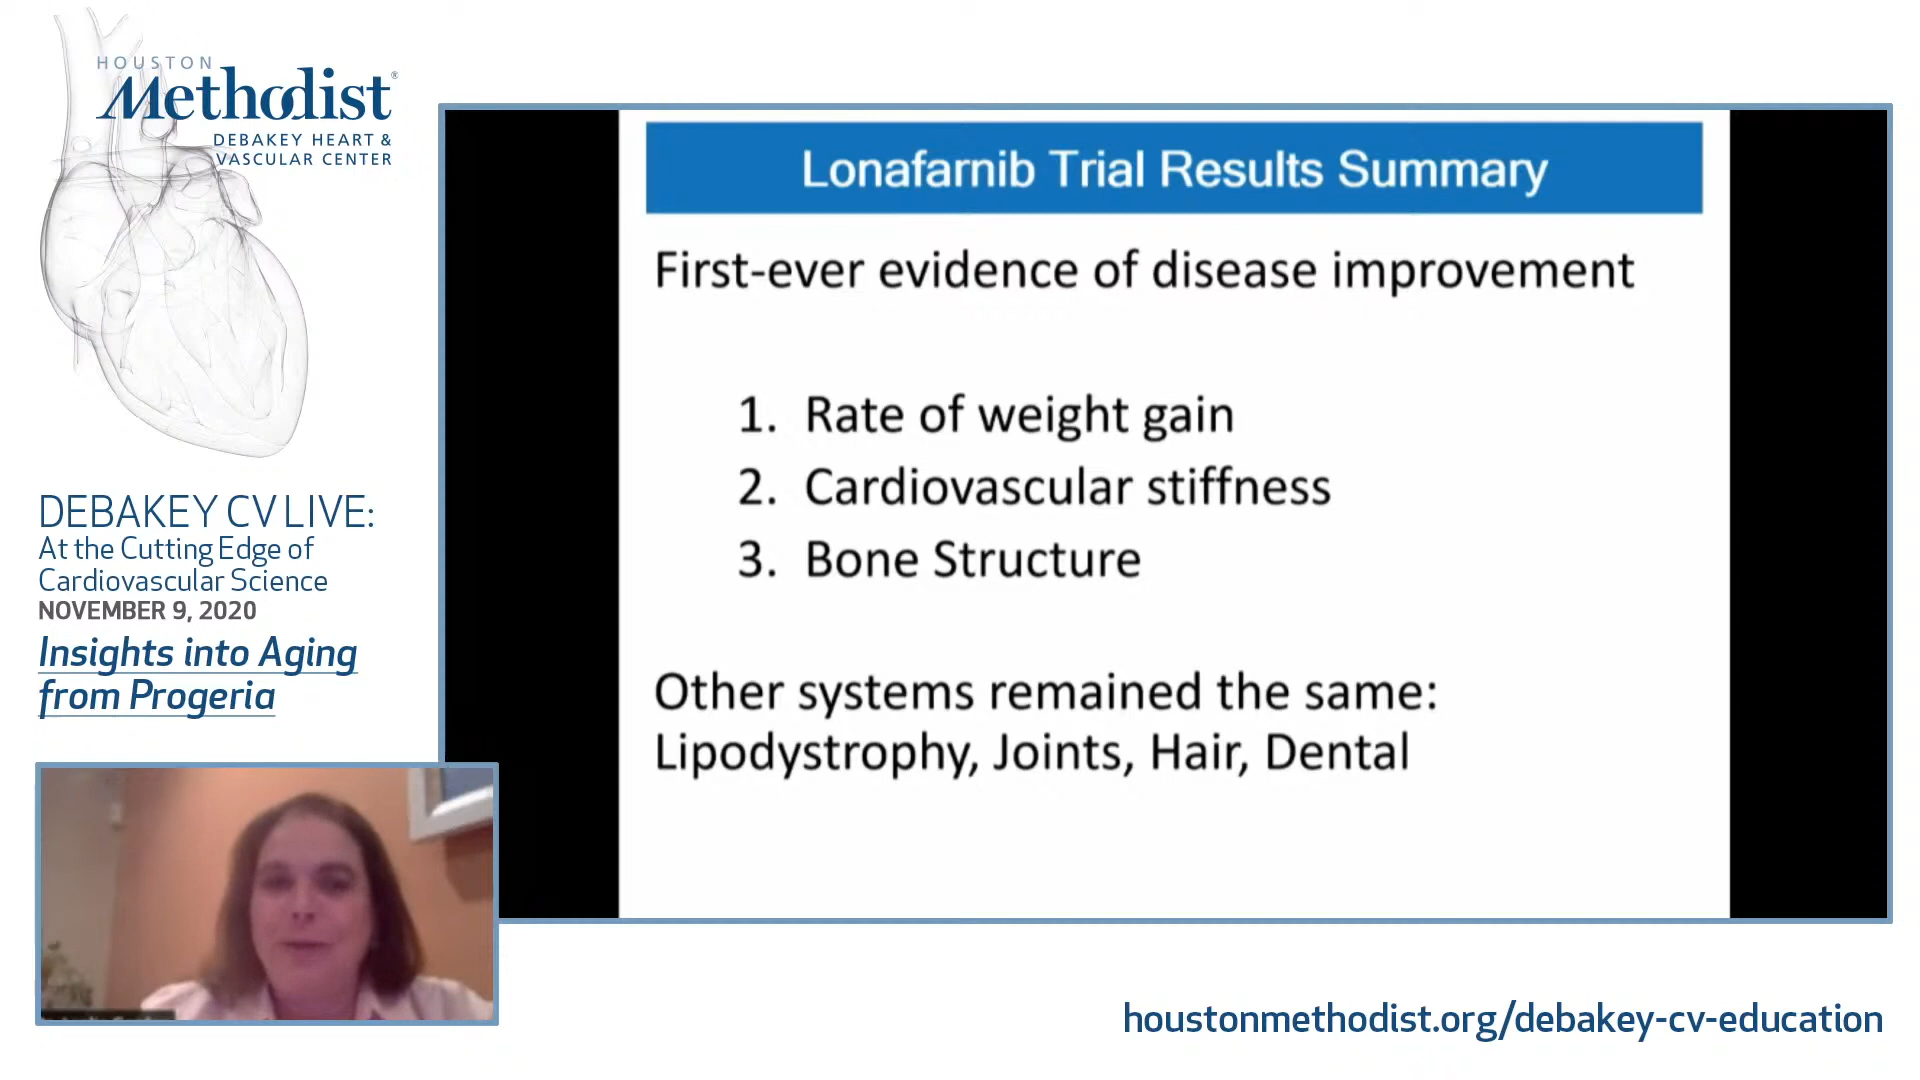 HOUSTON
Methodist®
DEBAKEY HEART &
VASCULAR CENTER
DEBAKEY CV LIVE:
At the Cutting Edge of
Cardiovascular Science
NOVEMBER 9, 2020
Insights into Aging
from Progeria
Lonafarnib Trial Results Summary
First-ever evidence of disease improvement
1. Rate of weight gain
2. Cardiovascular stiffness
3. Bone Structure
Other systems remained the same:
Lipodystrophy, Joints, Hair, Dental
houstonmethodist.org/debakey-cv-education